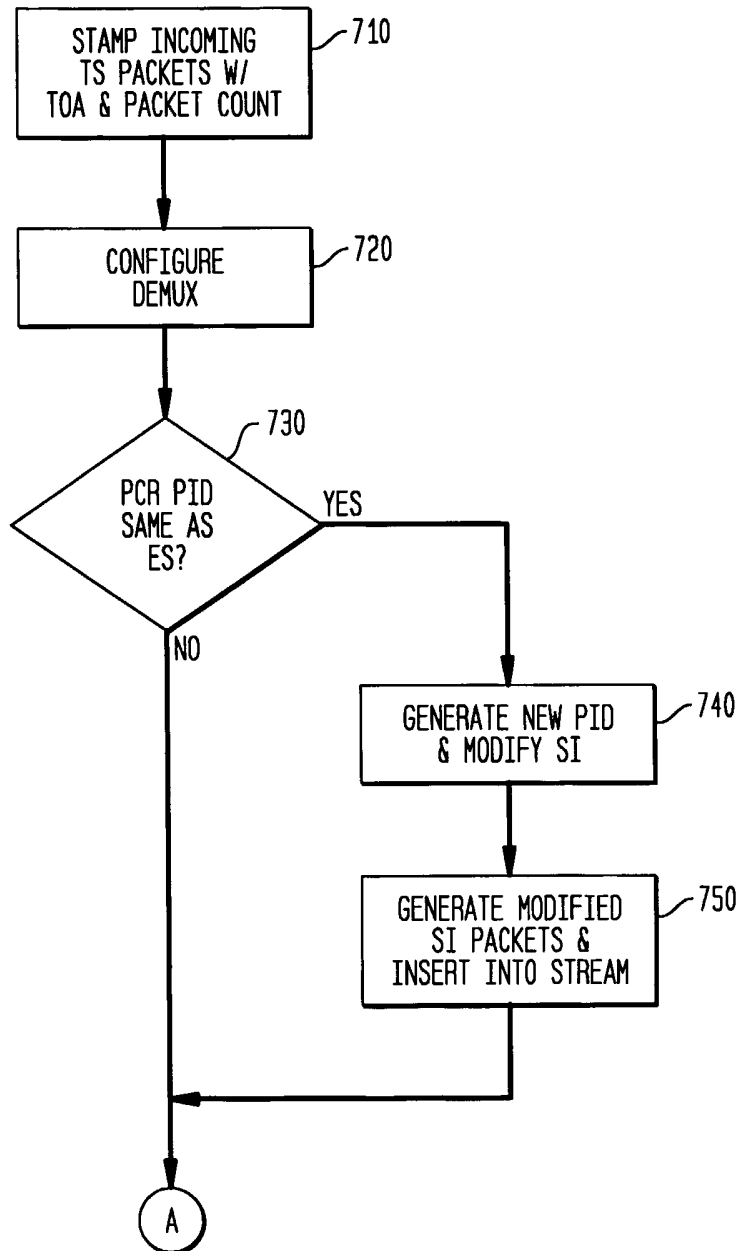 STAMP INCOMING
TS PACKETS W/
TOA & PACKET COUNT
710
CONFIGURE
DEMUX
720
730
PCR PID
SAME AS
ES?
YES
NO
GENERATE NEW PID
& MODIFY SI
740
GENERATE MODIFIED
SI PACKETS &
INSERT INTO STREAM
750
A